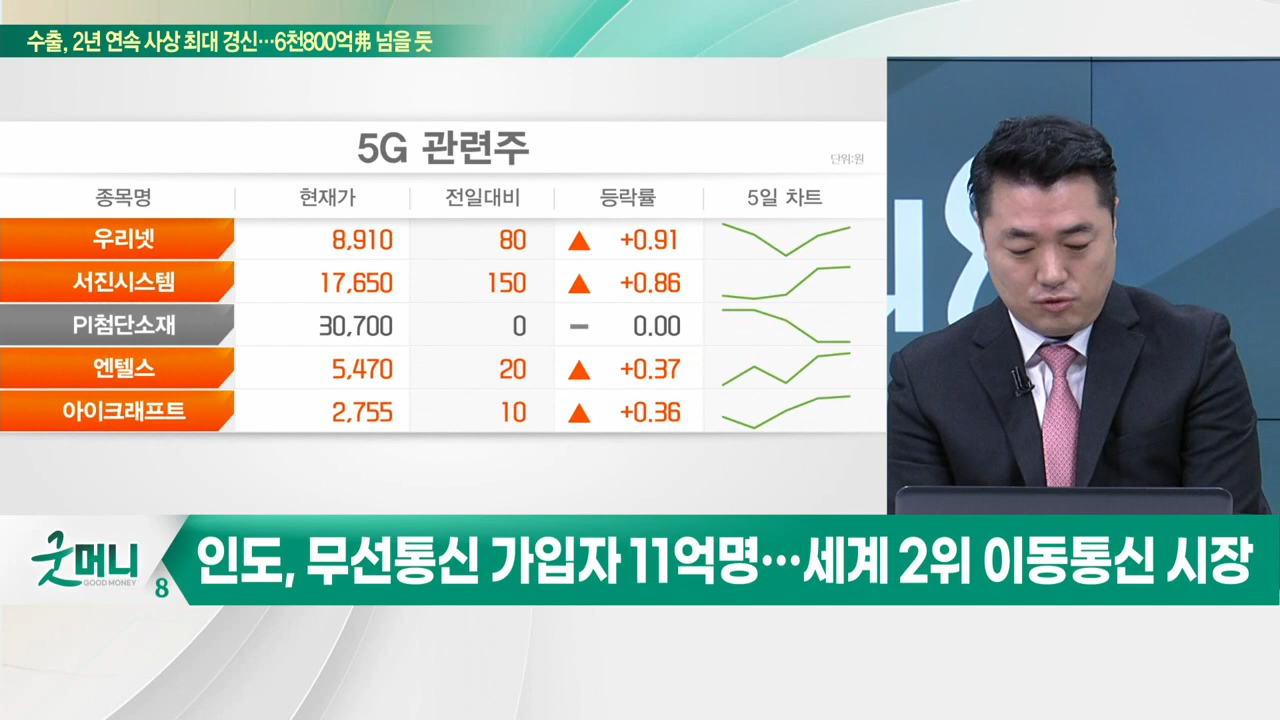 수출, 2년 연속 사상 최대 경신…6천800억弗 넘을 듯
5G 관련주
단위:원
종목명 현재가 전일대비 등락률 5일 차트
우리넷 8,910 80 ▲ +0.91
서진시스템 17,650 150 ▲ +0.86
PI첨단소재 30,700 0 – 0.00
엔텔스 5,470 20 ▲ +0.37
아이크래프트 2,755 10 ▲ +0.36
굿머니
GOOD MONEY
8
인도, 무선통신 가입자 11억명…세계 2위 이동통신 시장